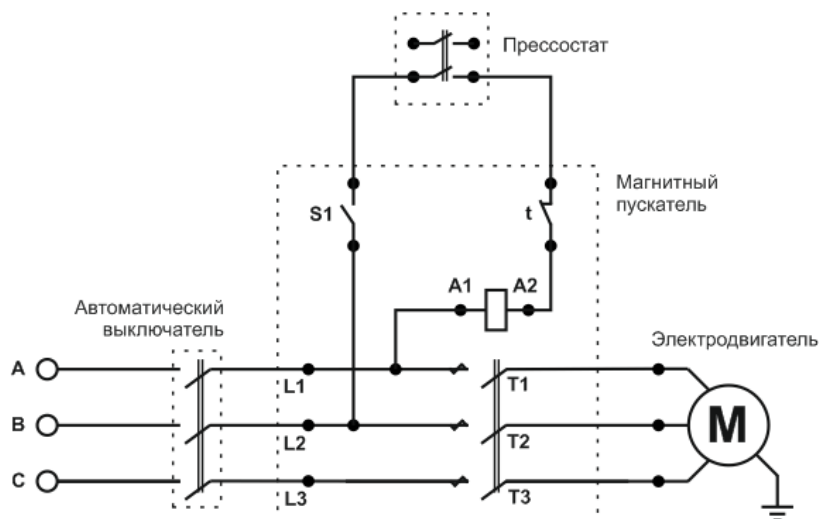 Прессостат
Магнитный
пускатель
S1
t
A1
A2
Автоматический
выключатель
Электродвигатель
A
L1
T1
B
L2
T2
M
C
L3
T3